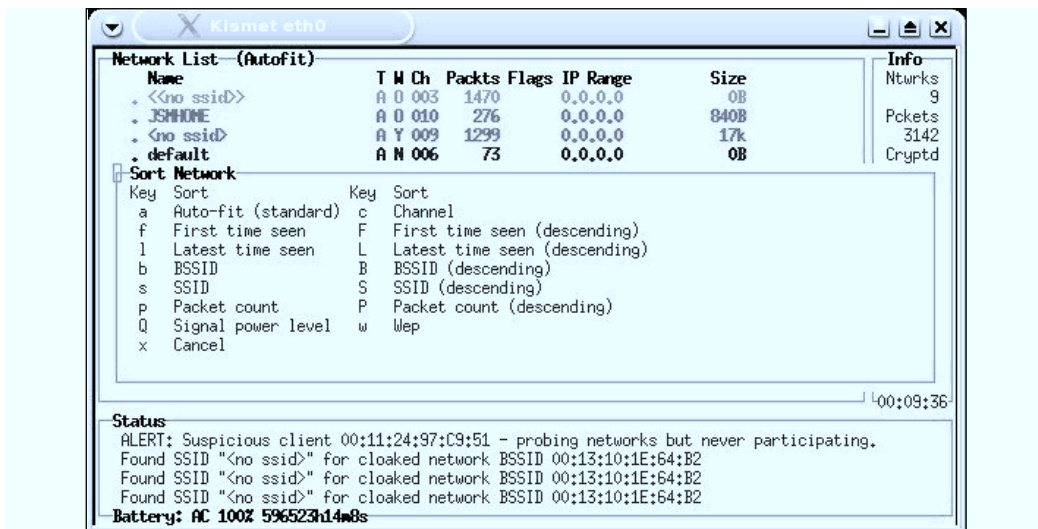 Kismet eth0
Network List—(Autofit)
Name T W Ch Packts Flags IP Range Size
. <<no ssid>> A O 003 1470 0.0.0.0 0B
. JSMHOME A O 010 276 0.0.0.0 840B
. <no ssid> A Y 009 1299 0.0.0.0 17k
. default A N 006 73 0.0.0.0 0B
Info
Ntwrks
9
Pckets
3142
Cryptd
Sort Network
Key Sort Key Sort
a Auto-fit (standard) c Channel
f First time seen F First time seen (descending)
l Latest time seen L Latest time seen (descending)
b BSSID B BSSID (descending)
s SSID S SSID (descending)
p Packet count P Packet count (descending)
Q Signal power level w Wep
x Cancel
00:09:36
Status
ALERT: Suspicious client 00:11:24:97:C9:51 - probing networks but never participating.
Found SSID "<no ssid>" for cloaked network BSSID 00:13:10:1E:64:B2
Found SSID "<no ssid>" for cloaked network BSSID 00:13:10:1E:64:B2
Found SSID "<no ssid>" for cloaked network BSSID 00:13:10:1E:64:B2
Battery: AC 100% 596523h14m8s